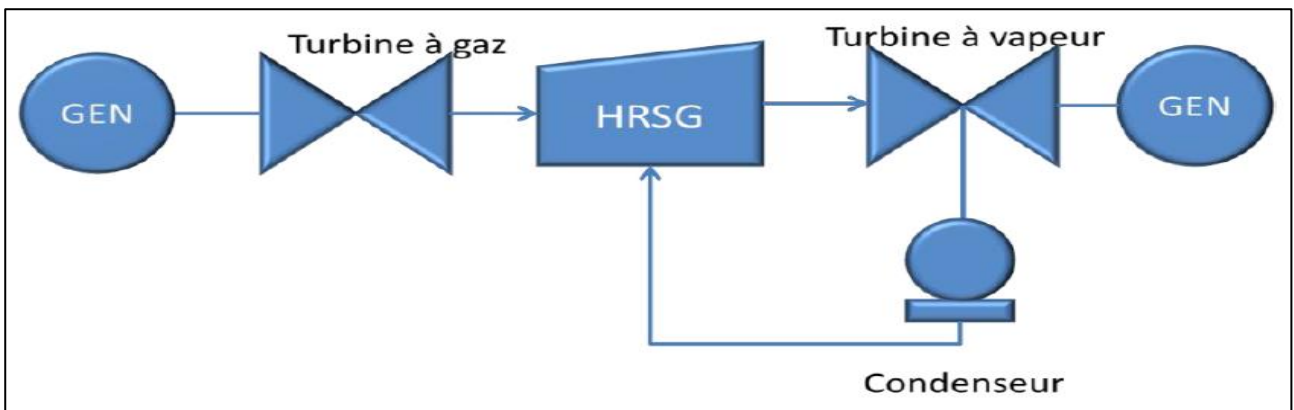 Turbine à gaz
Turbine à vapeur
GEN
HRSG
GEN
Condenseur